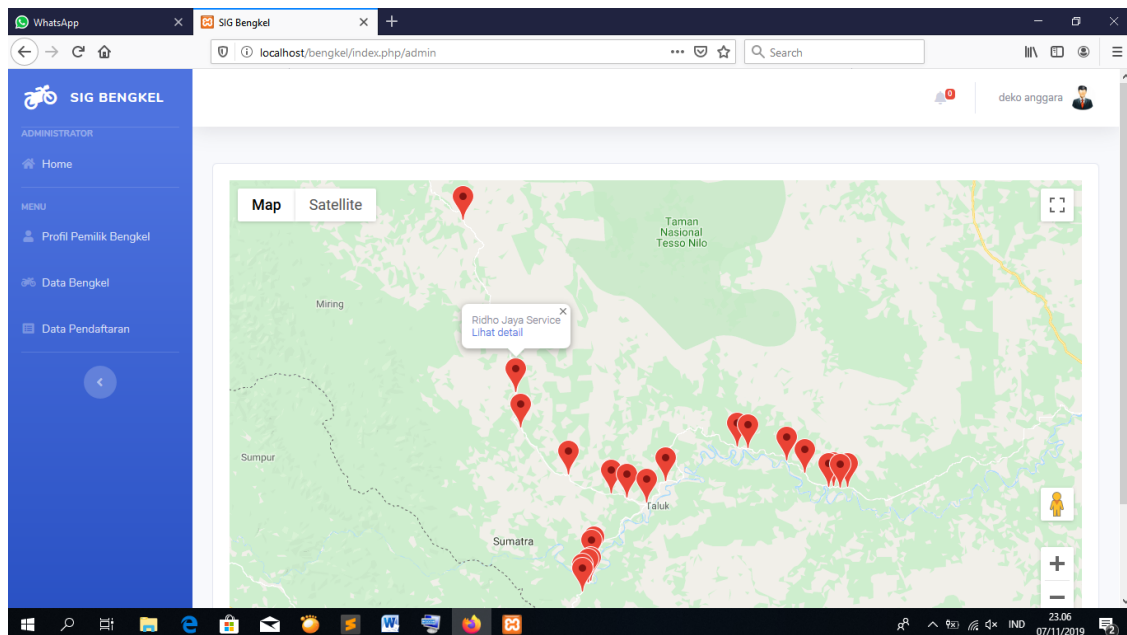 WhatsApp
SIG Bengkel
localhost/bengkel/index.php/admin
Search
SIG BENGKEL
0
deko anggara
ADMINISTRATOR
Home
MENU
Profil Pemilik Bengkel
Data Bengkel
Data Pendaftaran
Map
Satellite
Taman
Nasional
Tesso Nilo
Miring
Ridho Jaya Service
Lihat detail
Sumpur
Taluk
Sumatra
IND
23.06
07/11/2019
2